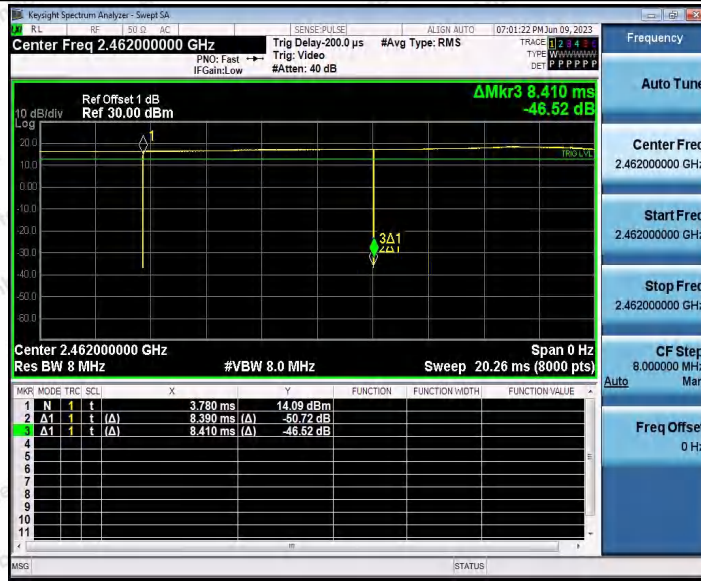 Keysight Spectrum Analyzer - Swept SA
RL RF 50 Ω AC SENSE:PULSE ALIGN AUTO 07:01:22 PM Jun 09, 2023
Center Freq 2.462000000 GHz
PNO: Fast
IFGain:Low
Trig Delay-200.0 µs
Trig: Video
#Atten: 40 dB
#Avg Type: RMS
TRACE 1 2 3 4 5 6
TYPE WWWWWW
DET P P P P P P
Frequency
ΔMkr3 8.410 ms
-46.52 dB
Ref Offset 1 dB
10 dB/div Ref 30.00 dBm
Log
20.0
10.0
0.00
-10.0
-20.0
-30.0
-40.0
-50.0
-60.0
1
TRIG LVL
3Δ1
2Δ1
Center 2.462000000 GHz Span 0 Hz
Res BW 8 MHz #VBW 8.0 MHz Sweep 20.26 ms (8000 pts)
MKR MODE TRC SCL X Y FUNCTION FUNCTION WIDTH FUNCTION VALUE
1 N 1 t 3.780 ms 14.09 dBm
2 Δ1 1 t (Δ) 8.390 ms (Δ) -50.72 dB
3 Δ1 1 t (Δ) 8.410 ms (Δ) -46.52 dB
4
5
6
7
8
9
10
11
MSG STATUS
Auto Tune
Center Freq
2.462000000 GHz
Start Freq
2.462000000 GHz
Stop Freq
2.462000000 GHz
CF Step
8.000000 MHz
Auto Man
Freq Offset
0 Hz